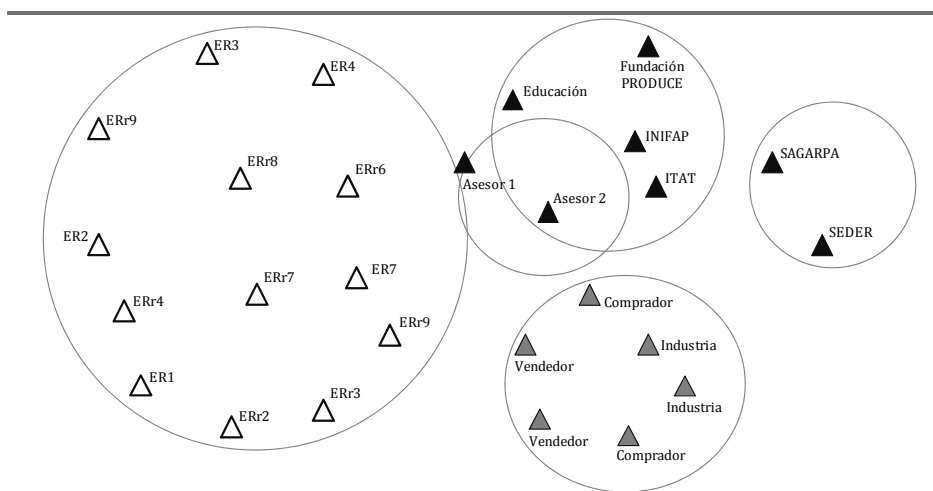 ER3
ER4
Fundación
PRODUCE
Educación
ERr9
INIFAP
ERr8
ERr6
SAGARPA
Asesor 1
ITAT
Asesor 2
ER2
SEDER
ERr7
ER7
ERr4
Comprador
ERr9
Industria
Vendedor
ER1
ERr3
Industria
ERr2
Vendedor
Comprador